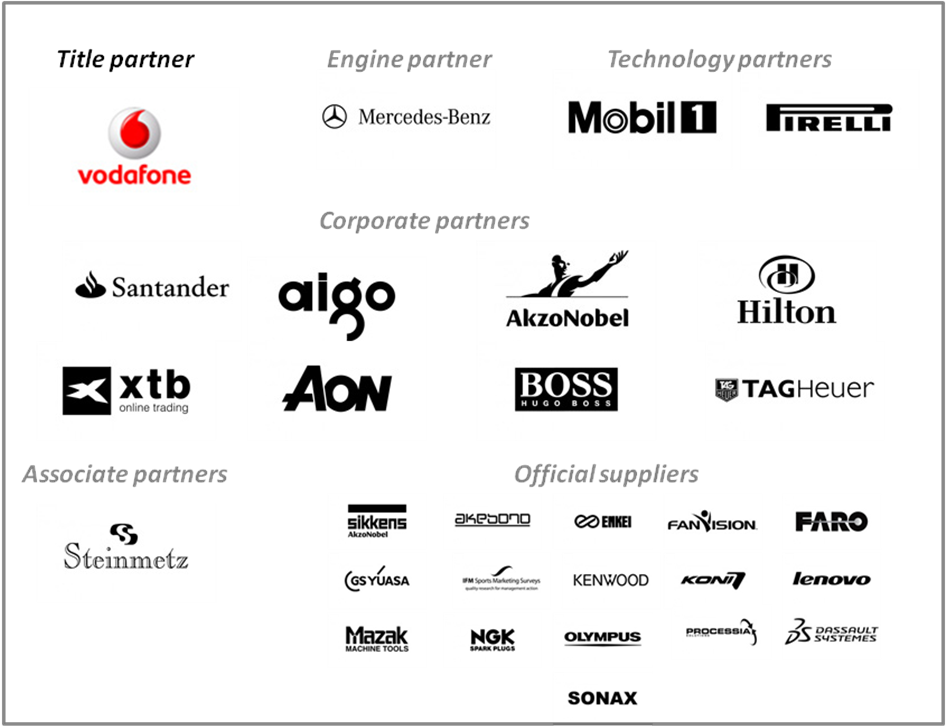 Title partner
Engine partner
Technology partners
vodafone
Mercedes-Benz
Mobil 1
PIRELLI
Corporate partners
Santander
aigo
AkzoNobel
H
Hilton
xtb
online trading
AON
BOSS
HUGO BOSS
TAG
HEUER
TAGHeuer
Associate partners
Official suppliers
Steinmetz
sikkens
AkzoNobel
akebono
ENKEI
FANVISION
FARO
GS YUASA
IFM Sports Marketing Surveys
quality research for management action
KENWOOD
KONI
lenovo
Mazak
MACHINE TOOLS
NGK
SPARK PLUGS
OLYMPUS
PROCESSIA
SOLUTIONS
3DS DASSAULT
SYSTEMES
SONAX